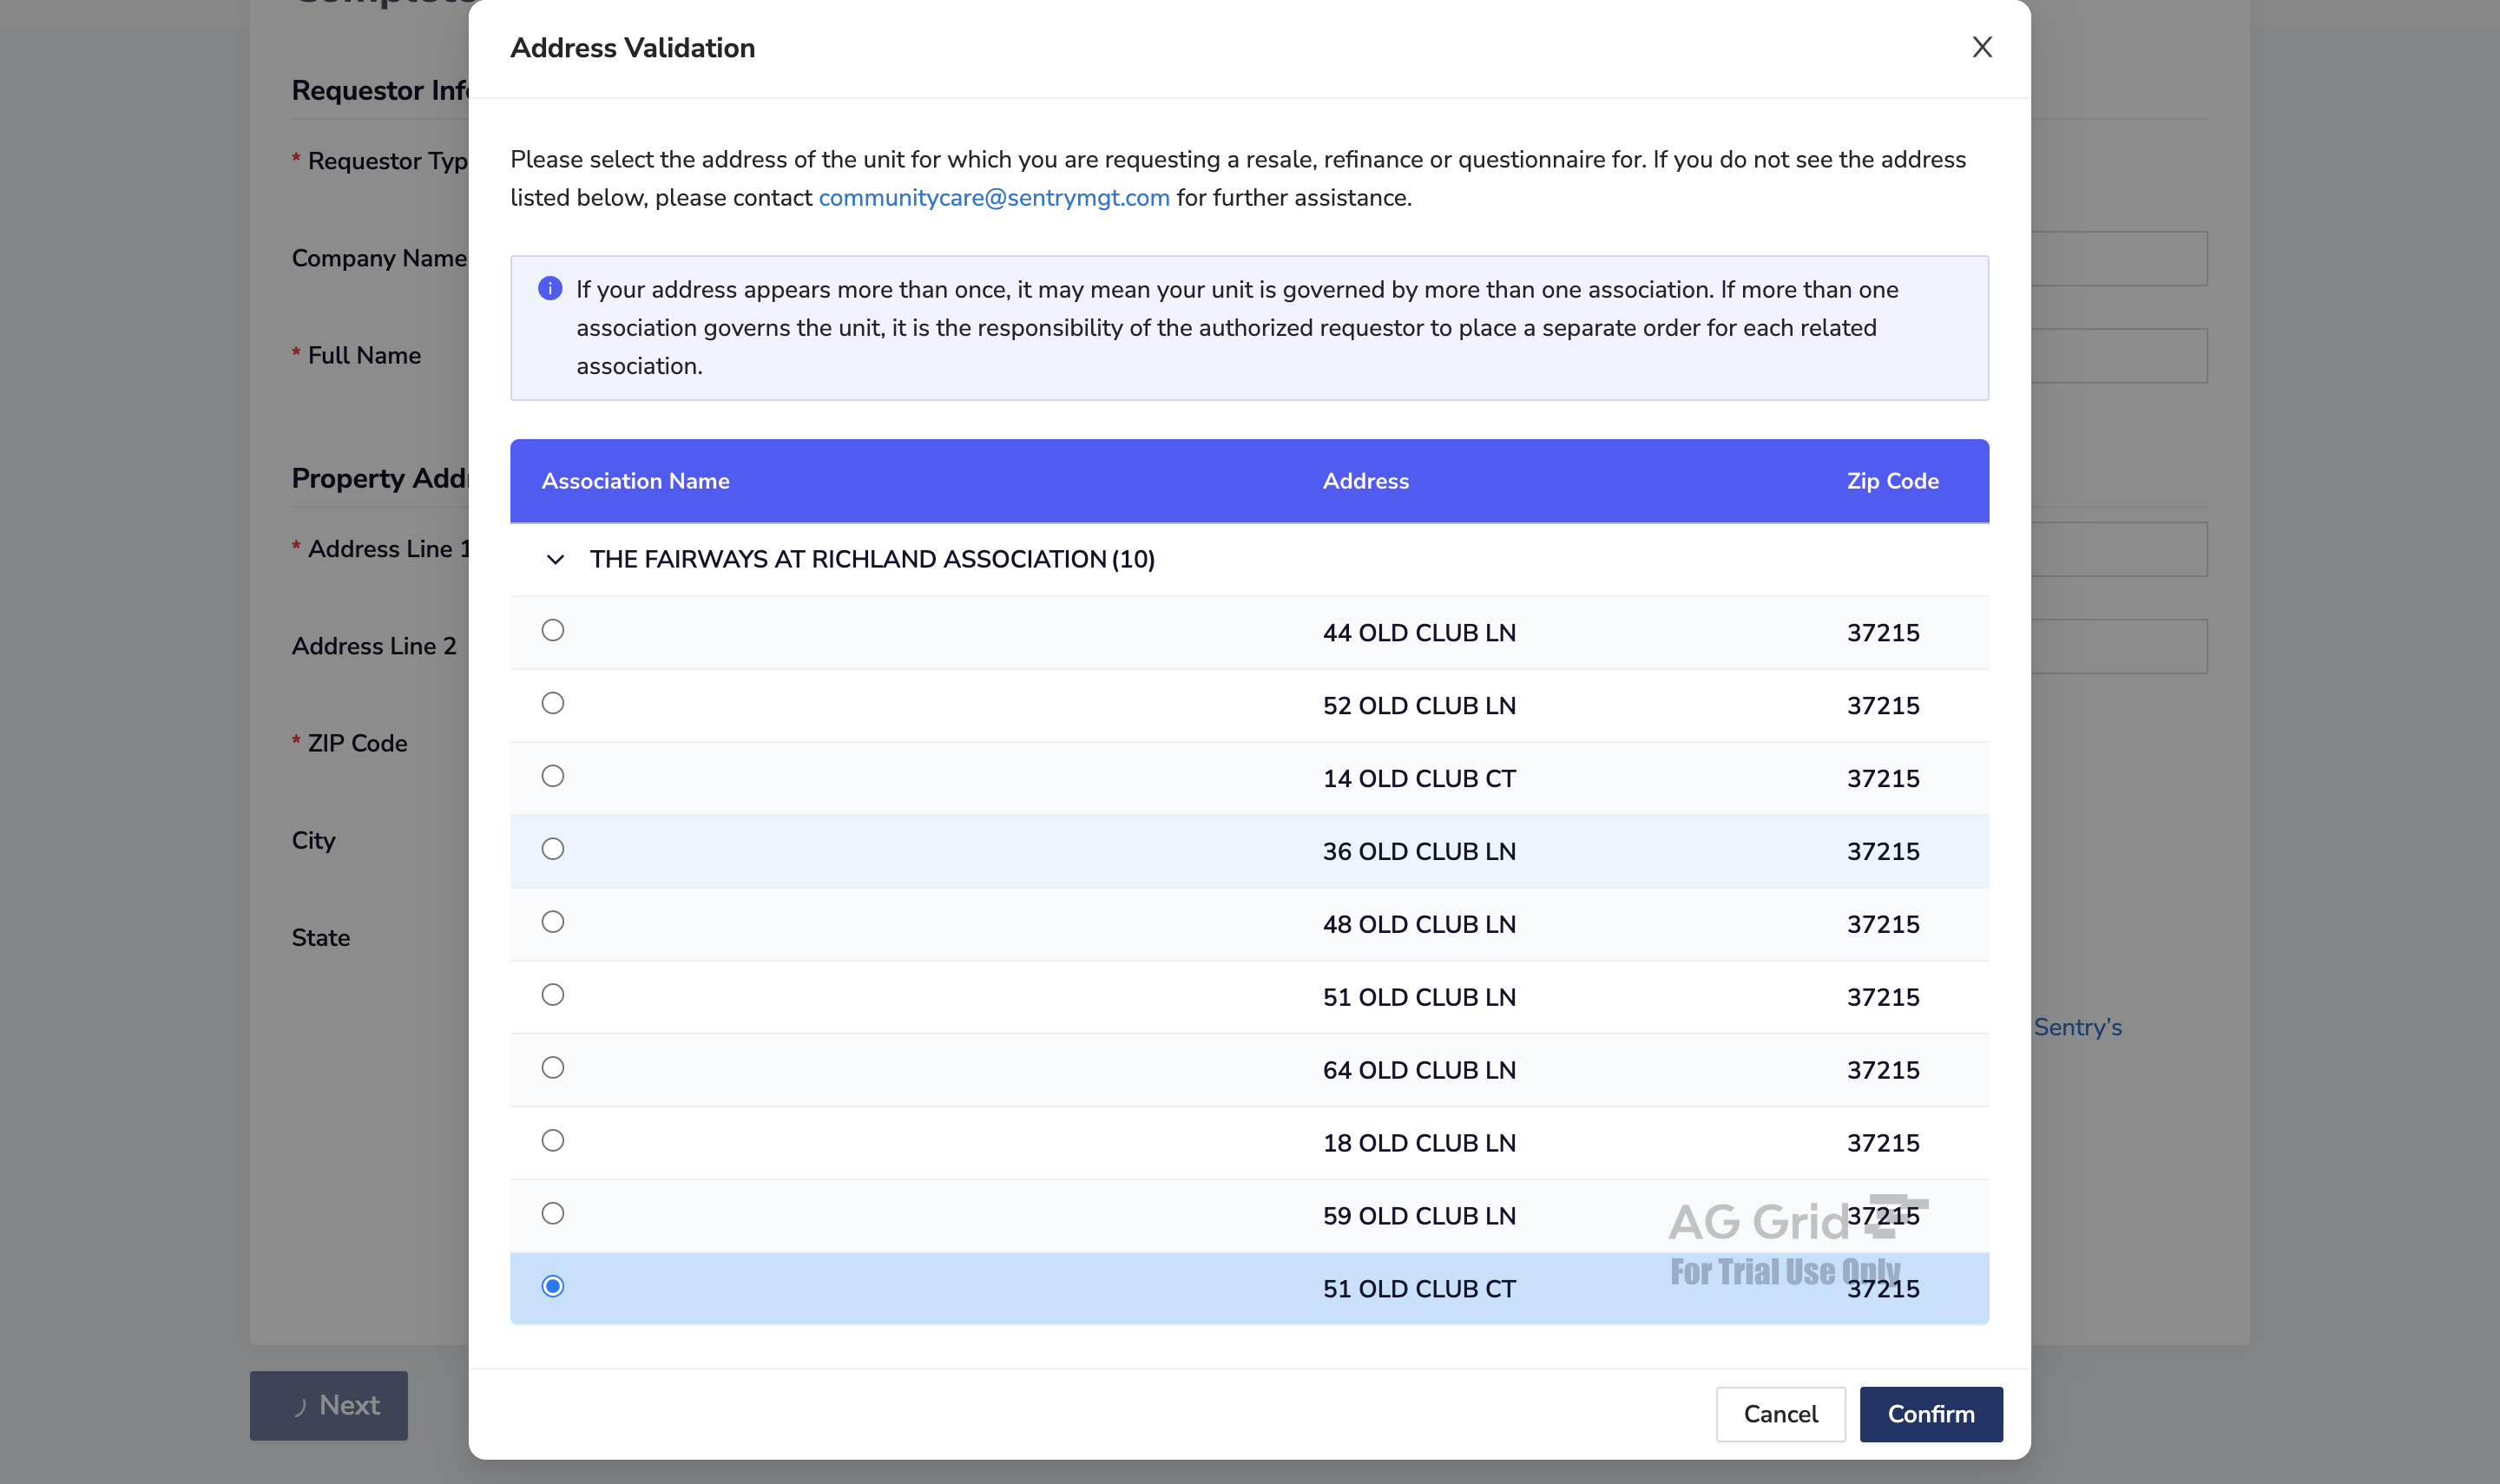 Address Validation
X
Please select the address of the unit for which you are requesting a resale, refinance or questionnaire for. If you do not see the address
listed below, please contact communitycare@sentrymgt.com for further assistance.
i If your address appears more than once, it may mean your unit is governed by more than one association. If more than one
association governs the unit, it is the responsibility of the authorized requestor to place a separate order for each related
association.
Association Name Address Zip Code
THE FAIRWAYS AT RICHLAND ASSOCIATION (10)
44 OLD CLUB LN 37215
52 OLD CLUB LN 37215
14 OLD CLUB CT 37215
36 OLD CLUB LN 37215
48 OLD CLUB LN 37215
51 OLD CLUB LN 37215
64 OLD CLUB LN 37215
18 OLD CLUB LN 37215
59 OLD CLUB LN 37215
51 OLD CLUB CT 37215
AG Grid
For Trial Use Only
Cancel Confirm
Requestor Inf
* Requestor Typ
Company Name
* Full Name
Property Add
* Address Line 1
Address Line 2
* ZIP Code
City
State
Sentry’s
Next